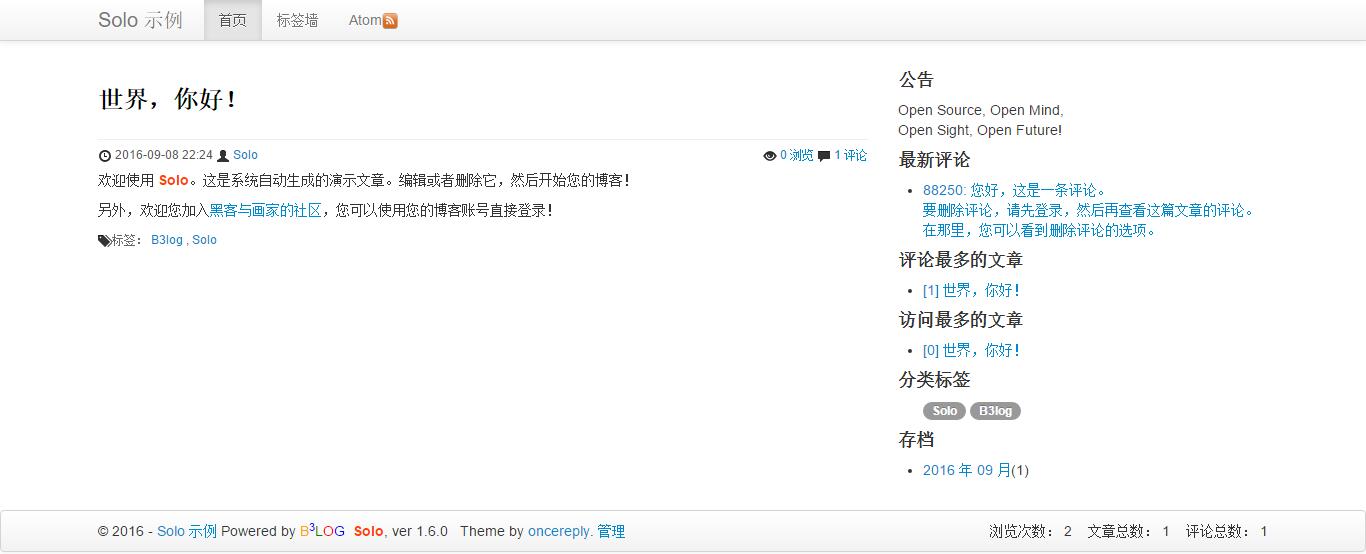 Solo 示例 首页 标签墙 Atom
世界，你好！
2016-09-08 22:24 Solo 0 浏览 1 评论
欢迎使用 Solo。这是系统自动生成的演示文章。编辑或者删除它，然后开始您的博客！
另外，欢迎您加入黑客与画家的社区，您可以使用您的博客账号直接登录！
标签： B3log , Solo
公告
Open Source, Open Mind,
Open Sight, Open Future!
最新评论
88250: 您好，这是一条评论。
要删除评论，请先登录，然后再查看这篇文章的评论。
在那里，您可以看到删除评论的选项。
评论最多的文章
[1] 世界，你好！
访问最多的文章
[0] 世界，你好！
分类标签
Solo B3log
存档
2016 年 09 月(1)
© 2016 - Solo 示例 Powered by B3LOG Solo, ver 1.6.0 Theme by oncereply. 管理 浏览次数： 2 文章总数： 1 评论总数： 1